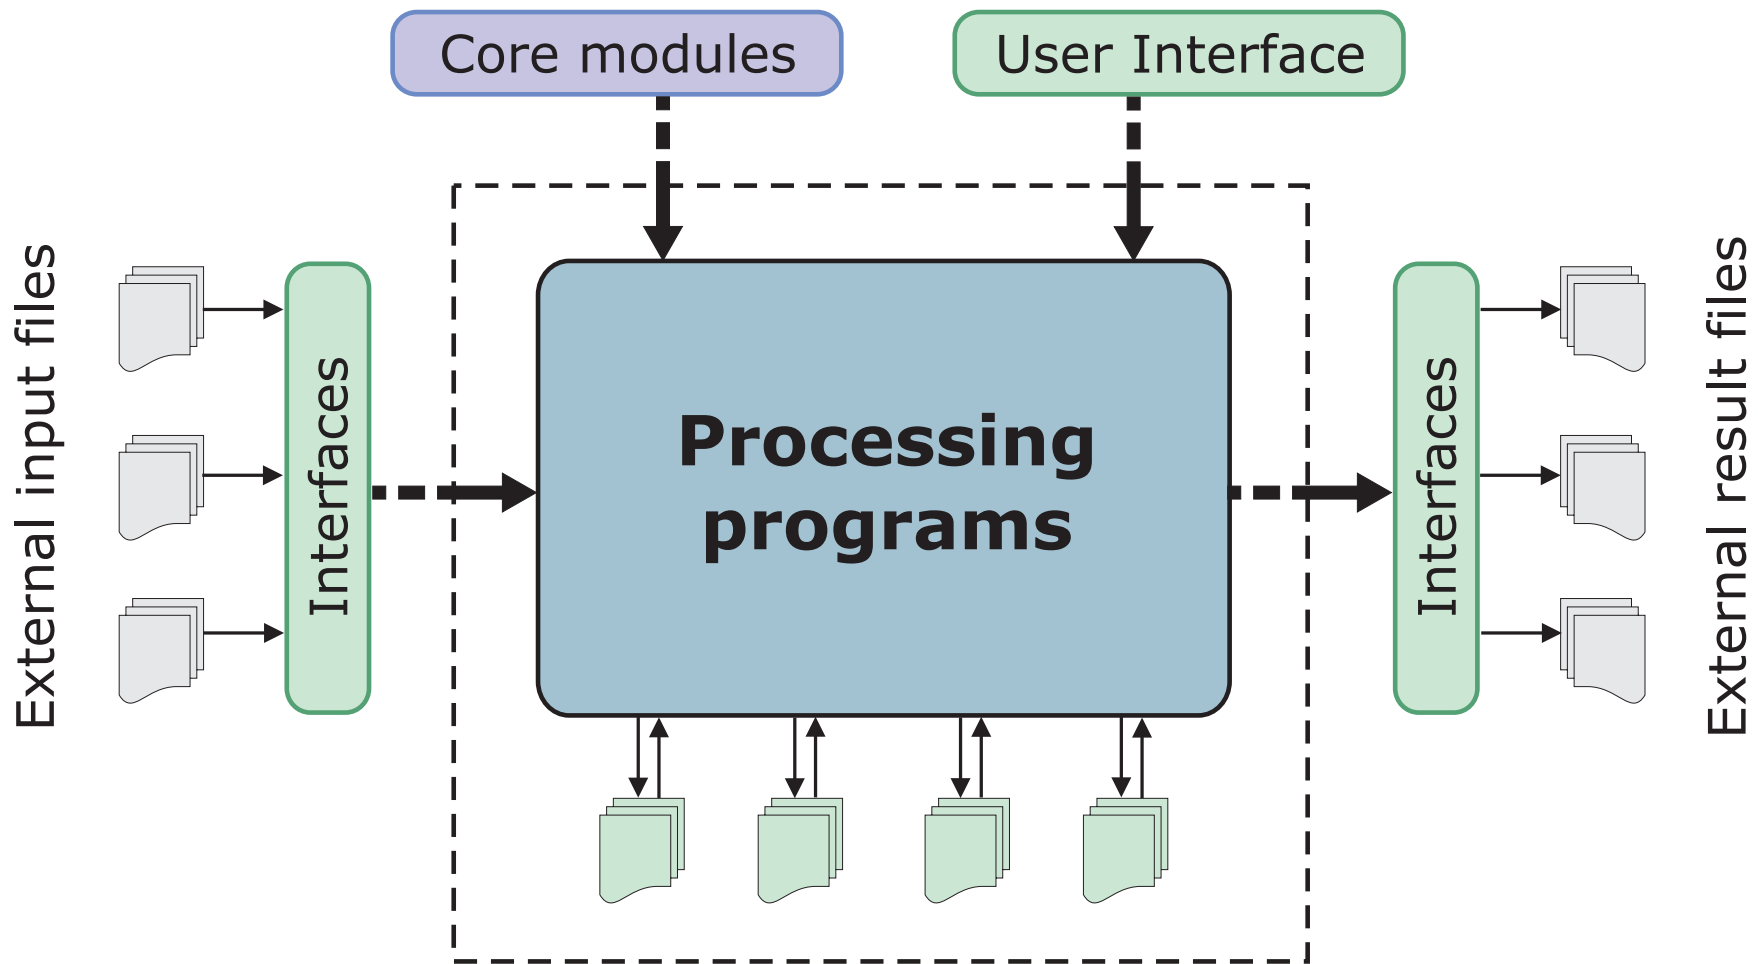 Core modules
User Interface
External input files
Interfaces
Processing
programs
Interfaces
External result files